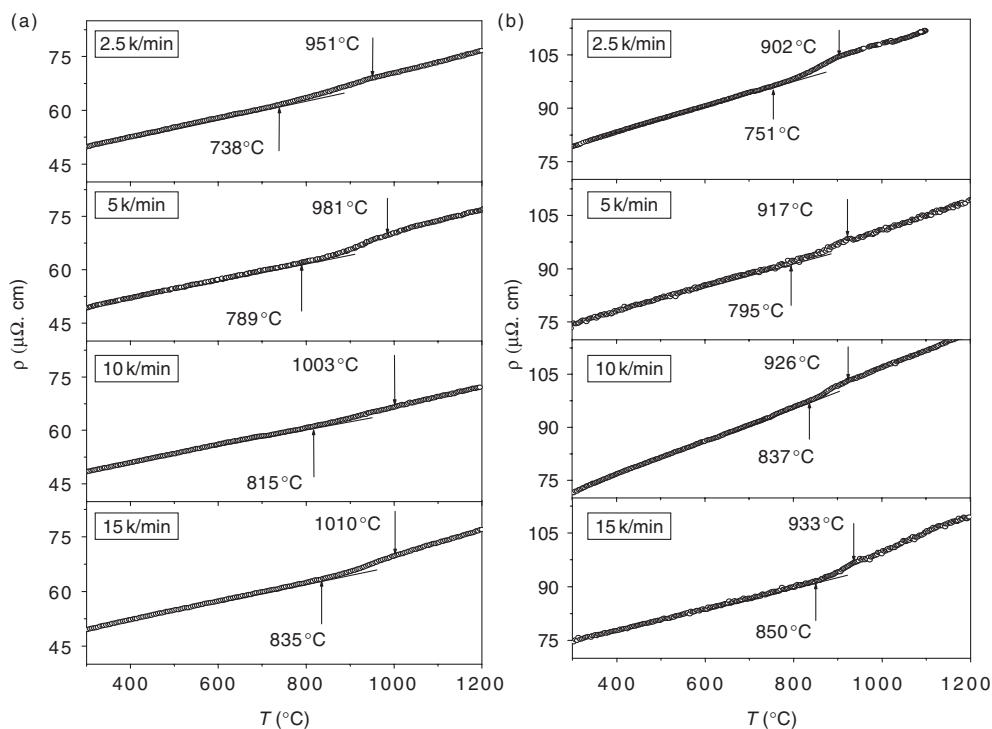 (a)
2.5 k/min
951°C
738°C
75
60
45
5 k/min
981°C
789°C
75
60
45
10 k/min
1003°C
815°C
75
60
45
15 k/min
1010°C
835°C
75
60
45
ρ (μΩ. cm)
400
600
800
1000
1200
T (°C)
(b)
2.5 k/min
902°C
751°C
105
90
75
5 k/min
917°C
795°C
105
90
75
10 k/min
926°C
837°C
105
90
75
15 k/min
933°C
850°C
105
90
75
ρ (μΩ. cm)
400
600
800
1000
1200
T (°C)